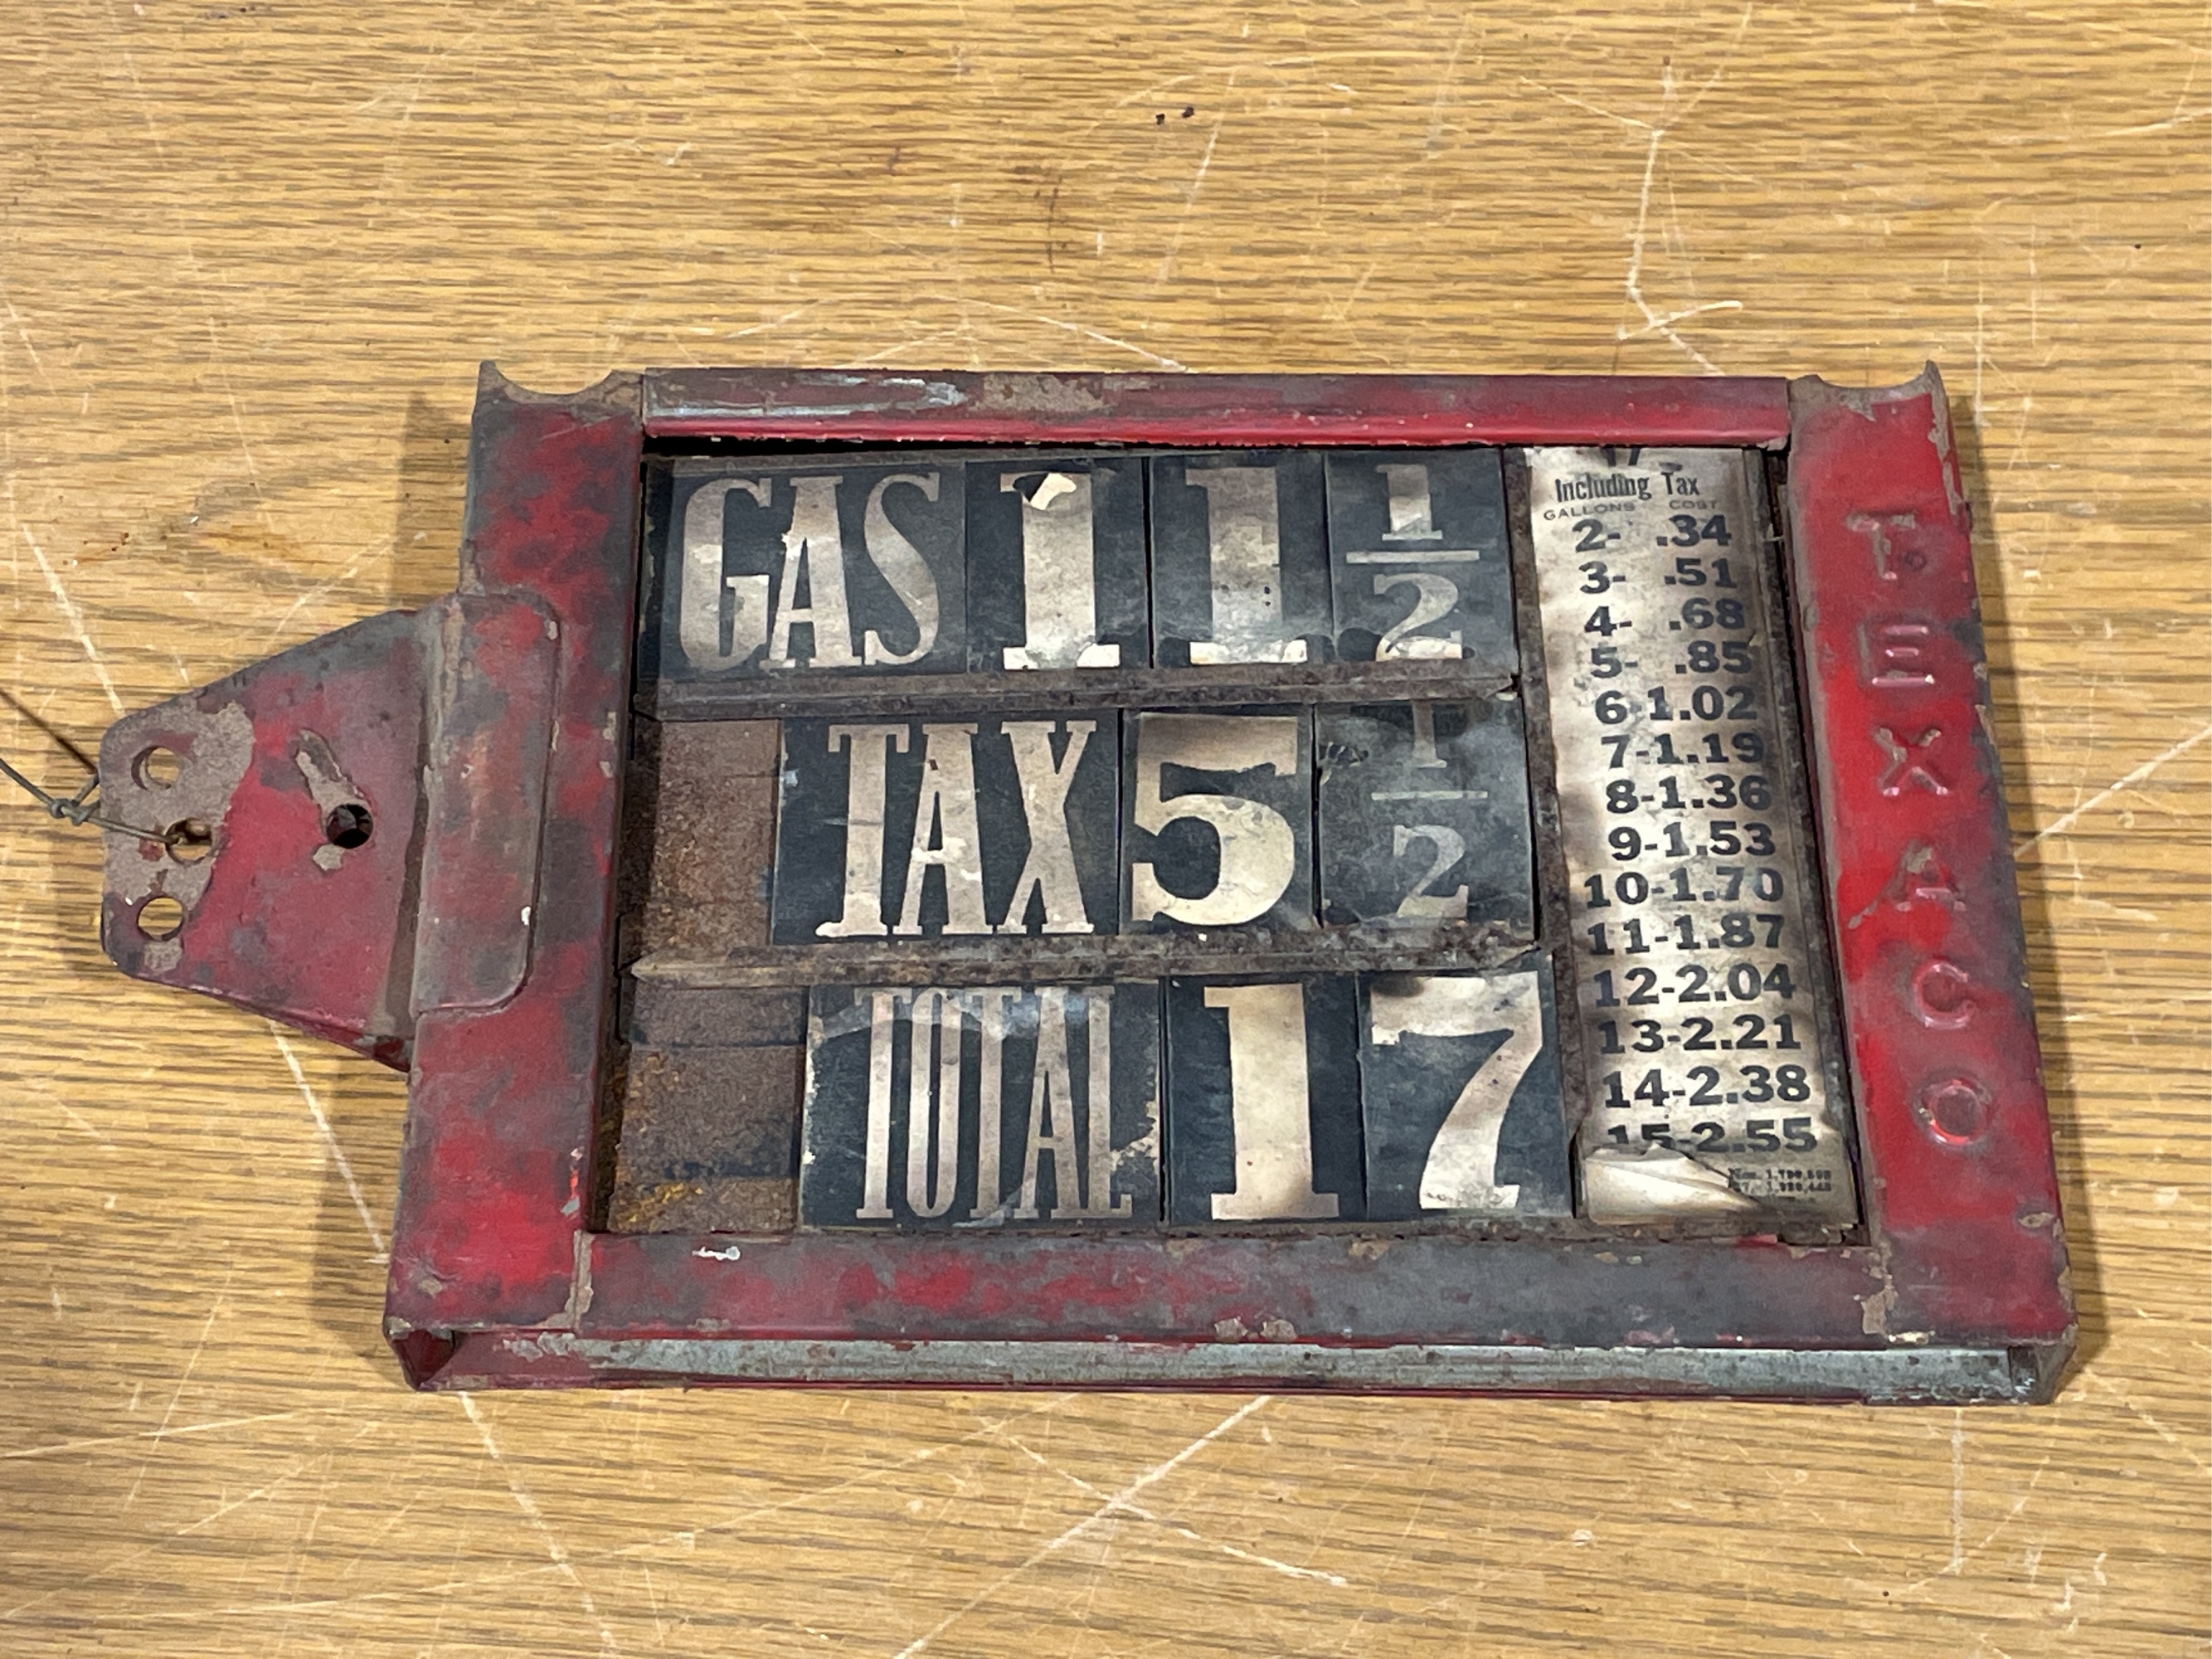 GAS 11 1/2
TAX 5 1/2
TOTAL 17
17
Including Tax
GALLONS COST
2- .34
3- .51
4- .68
5- .85
6-1.02
7-1.19
8-1.36
9-1.53
10-1.70
11-1.87
12-2.04
13-2.21
14-2.38
15-2.55
TEXACO